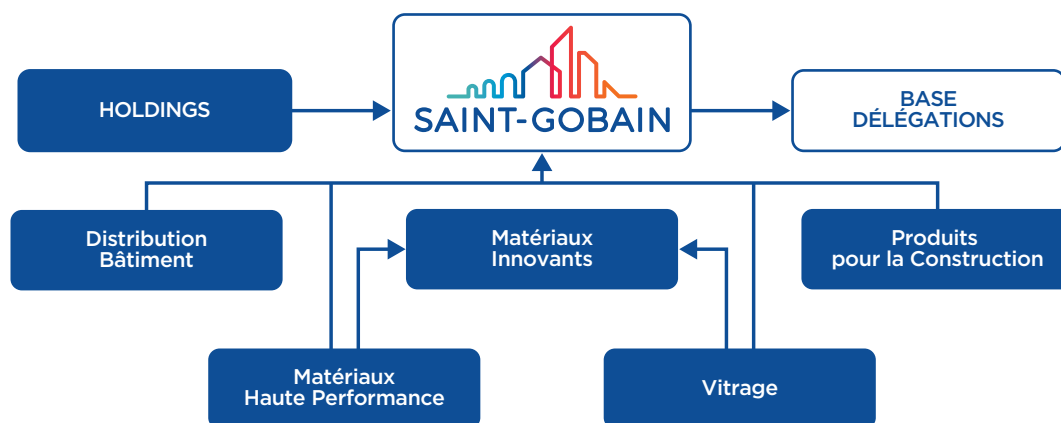 HOLDINGS
SAINT-GOBAIN
BASE
DÉLÉGATIONS
Distribution
Bâtiment
Matériaux
Innovants
Produits
pour la Construction
Matériaux
Haute Performance
Vitrage